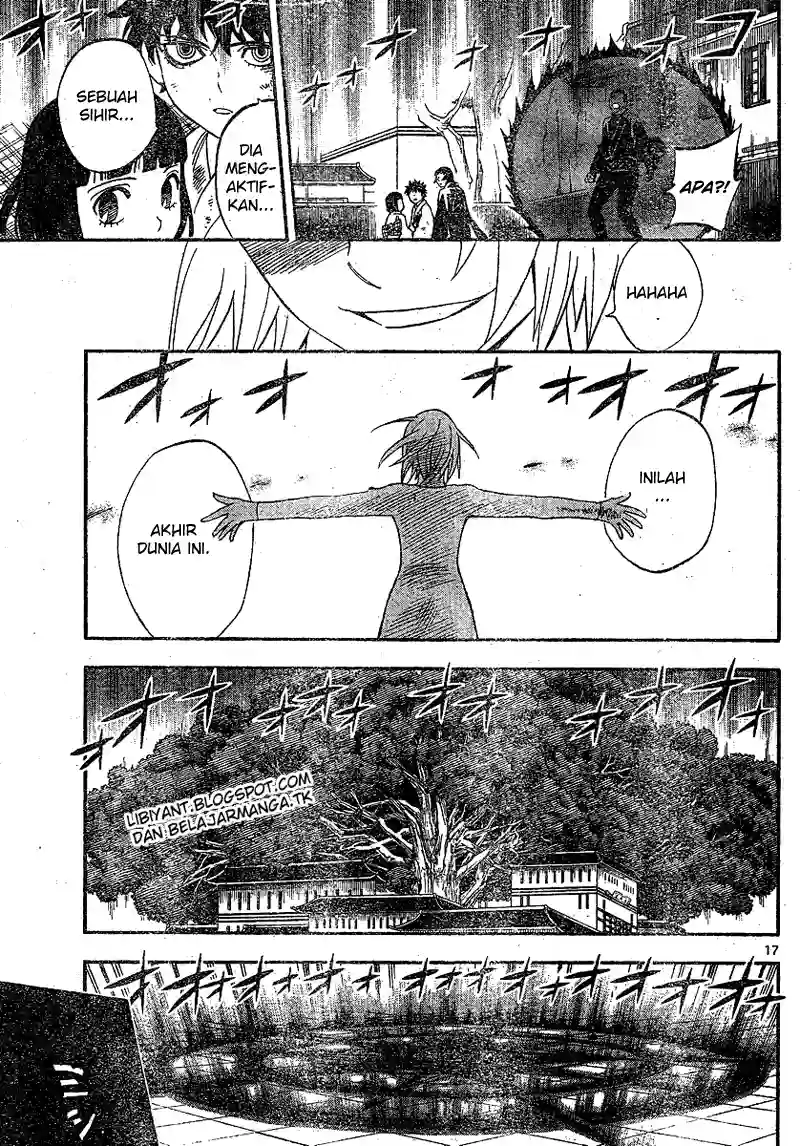 APA?!
DIA
MENG-
AKTIF-
KAN...
SEBUAH
SIHIR...
HAHAHA
INILAH
...
AKHIR
DUNIA INI.
LIBIYANT.BLOGSPOT.COM
DAN BELAJARMANGA.TK
17